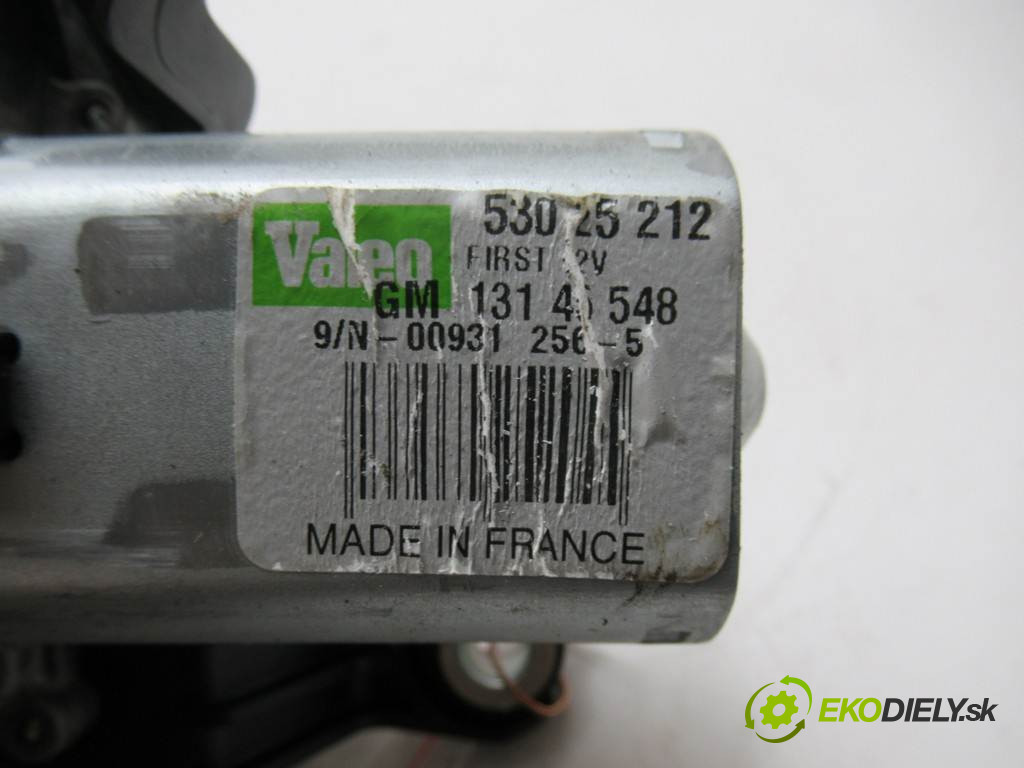 Valeo
530 25 212
FIRST 12V
GM 131 45 548
9/N-00931 256-5
MADE IN FRANCE
EKODIELY.sk